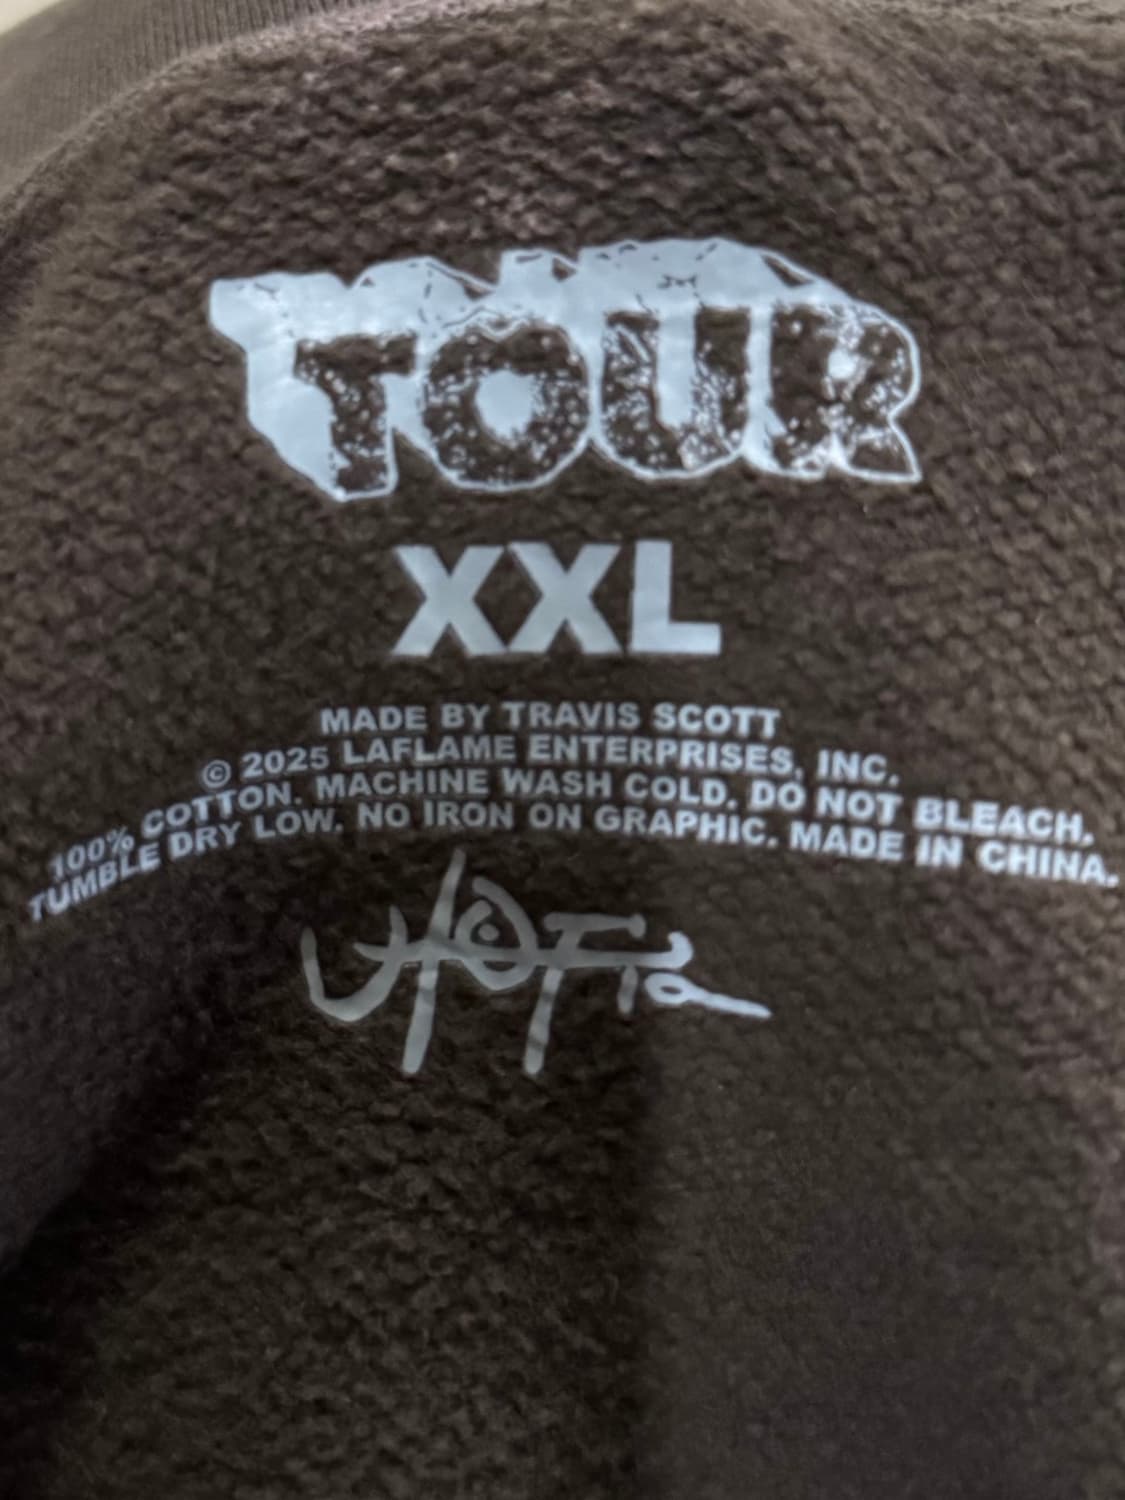 TOUR
XXL
MADE BY TRAVIS SCOTT
© 2025 LAFLAME ENTERPRISES, INC.
100% COTTON. MACHINE WASH COLD. DO NOT BLEACH.
TUMBLE DRY LOW. NO IRON ON GRAPHIC. MADE IN CHINA.
UTOPIA